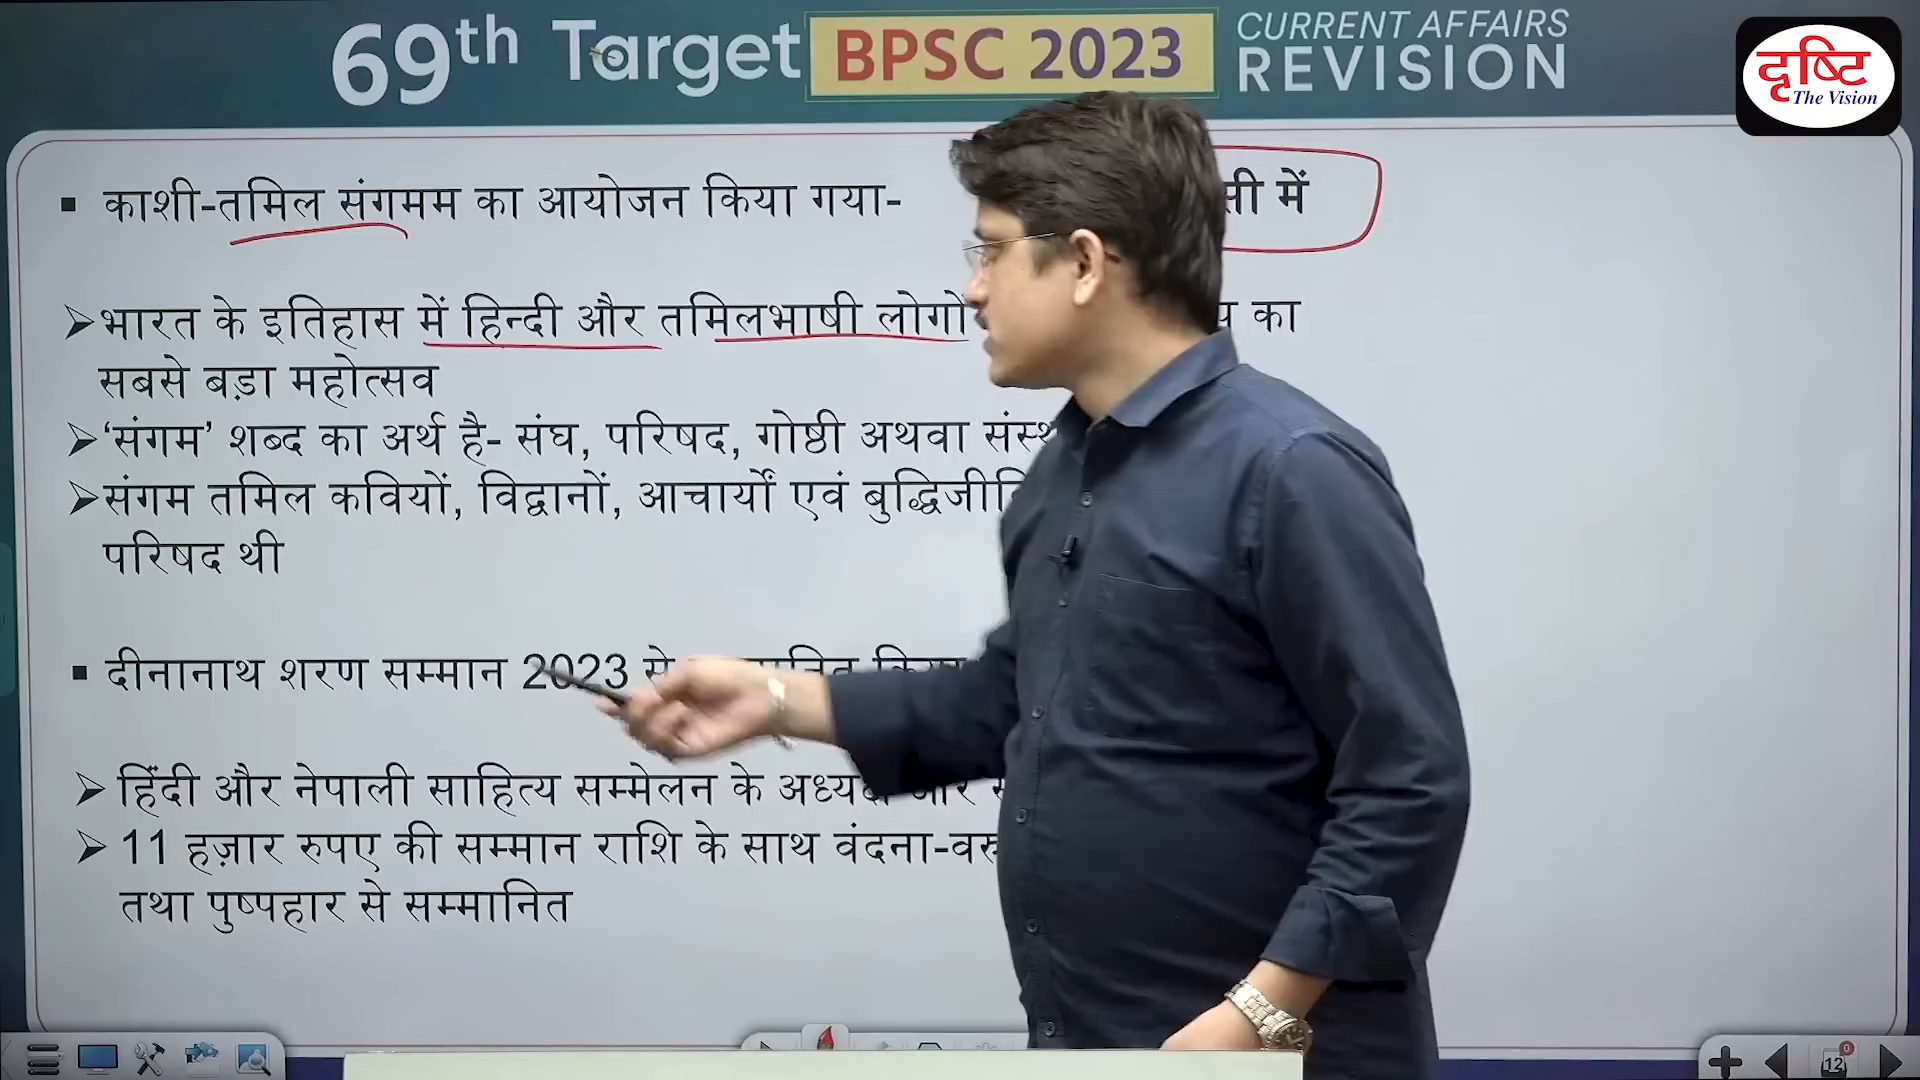 69th Target BPSC 2023 CURRENT AFFAIRS
REVISION
दृष्टि
The Vision
▪ काशी-तमिल संगमम का आयोजन किया गया- में
➢भारत के इतिहास में हिन्दी और तमिलभाषी लोगों का
सबसे बड़ा महोत्सव
➢‘संगम’ शब्द का अर्थ है- संघ, परिषद, गोष्ठी अथवा
➢संगम तमिल कवियों, विद्वानों, आचार्यों एवं
परिषद थी
▪ दीनानाथ शरण सम्मान 2023 से
➢ हिंदी और नेपाली साहित्य सम्मेलन के
➢ 11 हज़ार रुपए की सम्मान राशि के साथ
तथा पुष्पहार से सम्मानित
12
0